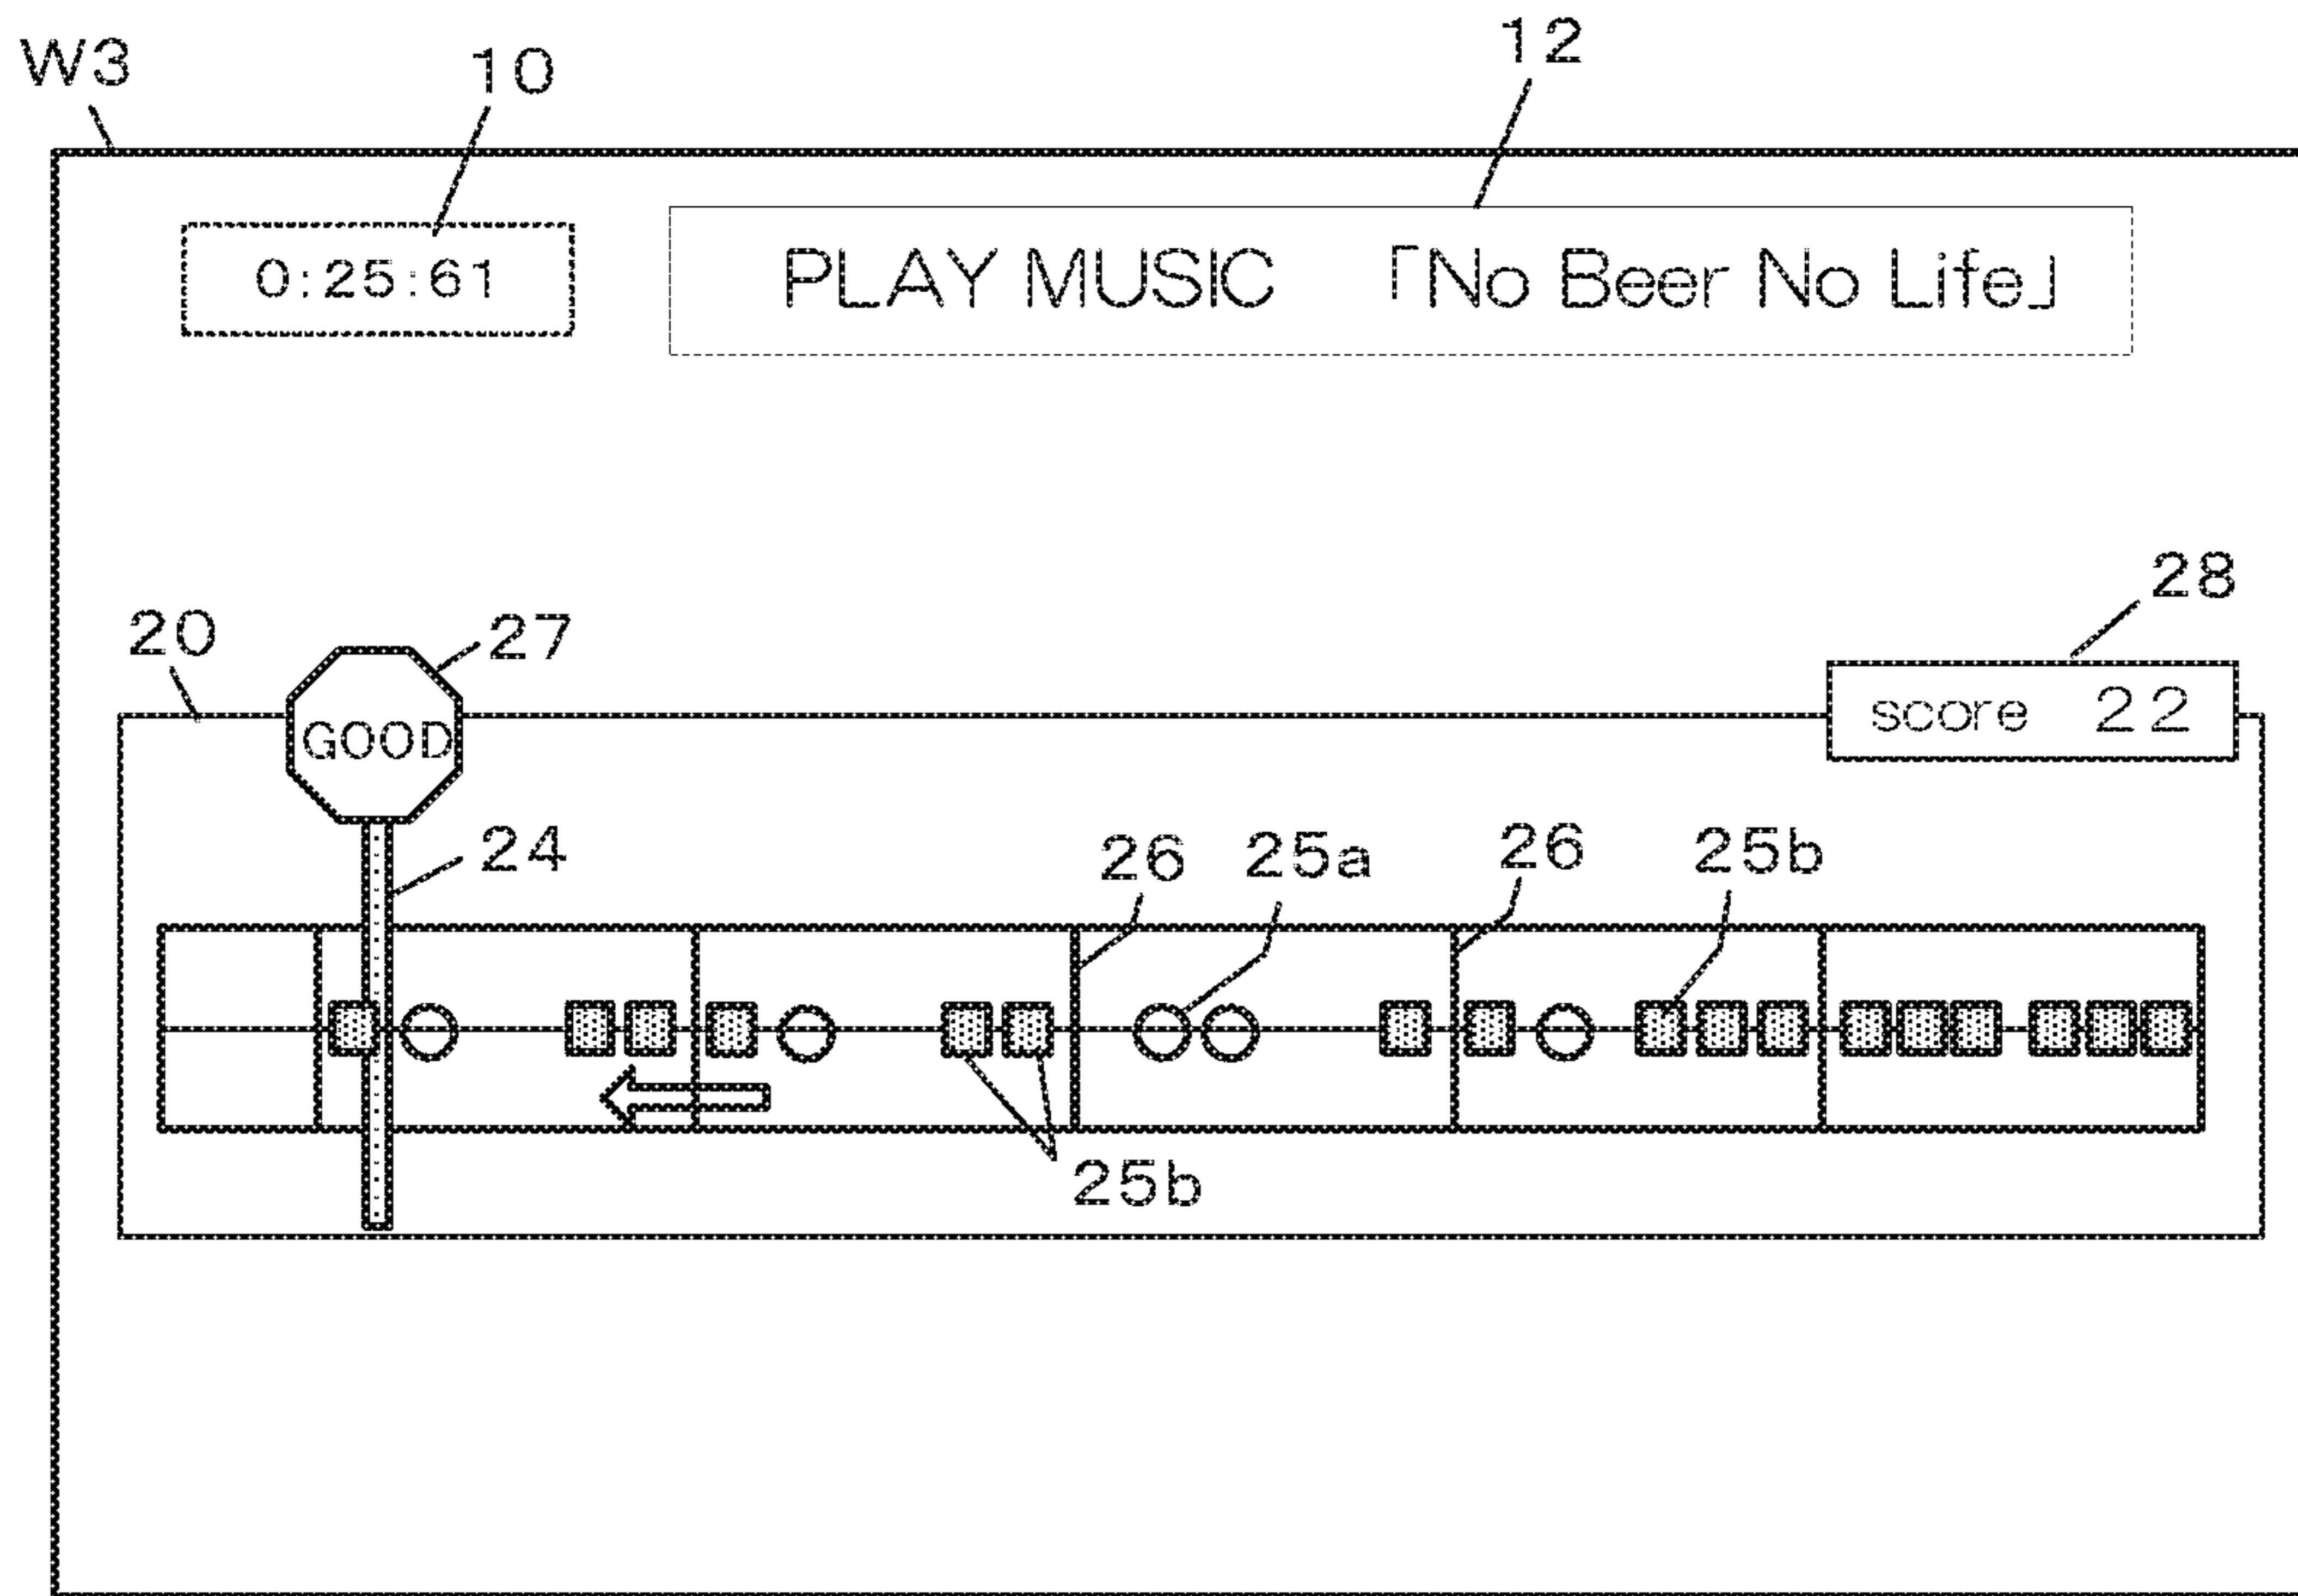 W3
10
12
0:25:61
PLAY MUSIC 「No Beer No Life」
20
27
28
GOOD
score 22
24
26
25a
26
25b
25b